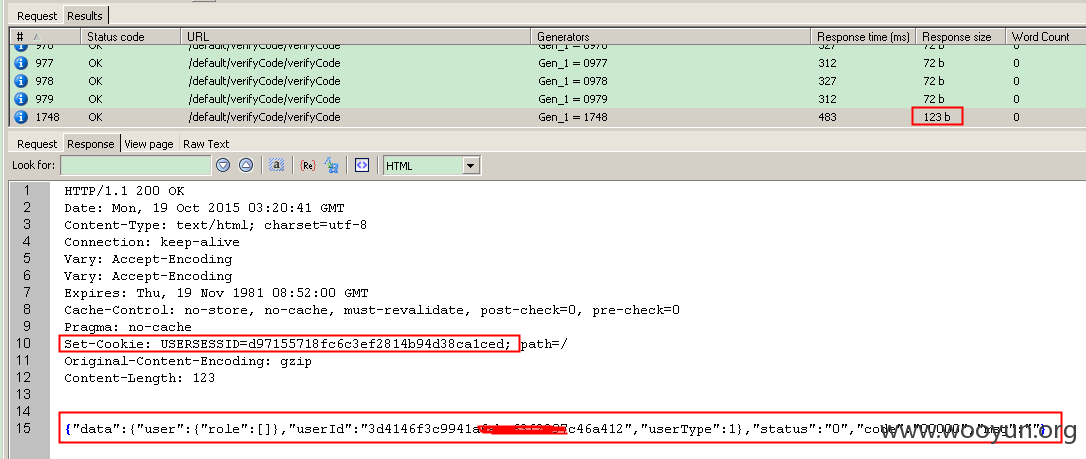 Request Results
# Status code URL Generators Response time (ms) Response size Word Count
976 OK /default/verifyCode/verifyCode Gen_1 = 0976 327 72 b 0
977 OK /default/verifyCode/verifyCode Gen_1 = 0977 312 72 b 0
978 OK /default/verifyCode/verifyCode Gen_1 = 0978 327 72 b 0
979 OK /default/verifyCode/verifyCode Gen_1 = 0979 312 72 b 0
1748 OK /default/verifyCode/verifyCode Gen_1 = 1748 483 123 b 0
Request Response View page Raw Text
Look for: a {Re} HTML
1 HTTP/1.1 200 OK
2 Date: Mon, 19 Oct 2015 03:20:41 GMT
3 Content-Type: text/html; charset=utf-8
4 Connection: keep-alive
5 Vary: Accept-Encoding
6 Vary: Accept-Encoding
7 Expires: Thu, 19 Nov 1981 08:52:00 GMT
8 Cache-Control: no-store, no-cache, must-revalidate, post-check=0, pre-check=0
9 Pragma: no-cache
10 Set-Cookie: USERSESSID=d97155718fc6c3ef2814b94d38ca1ced; path=/
11 Original-Content-Encoding: gzip
12 Content-Length: 123
13
14
15 {"data":{"user":{"role":[]},"userId":"3d4146f3c9941a c46a412","userType":1},"status":"0","code":"00000","msg":""}
www.wooyun.org